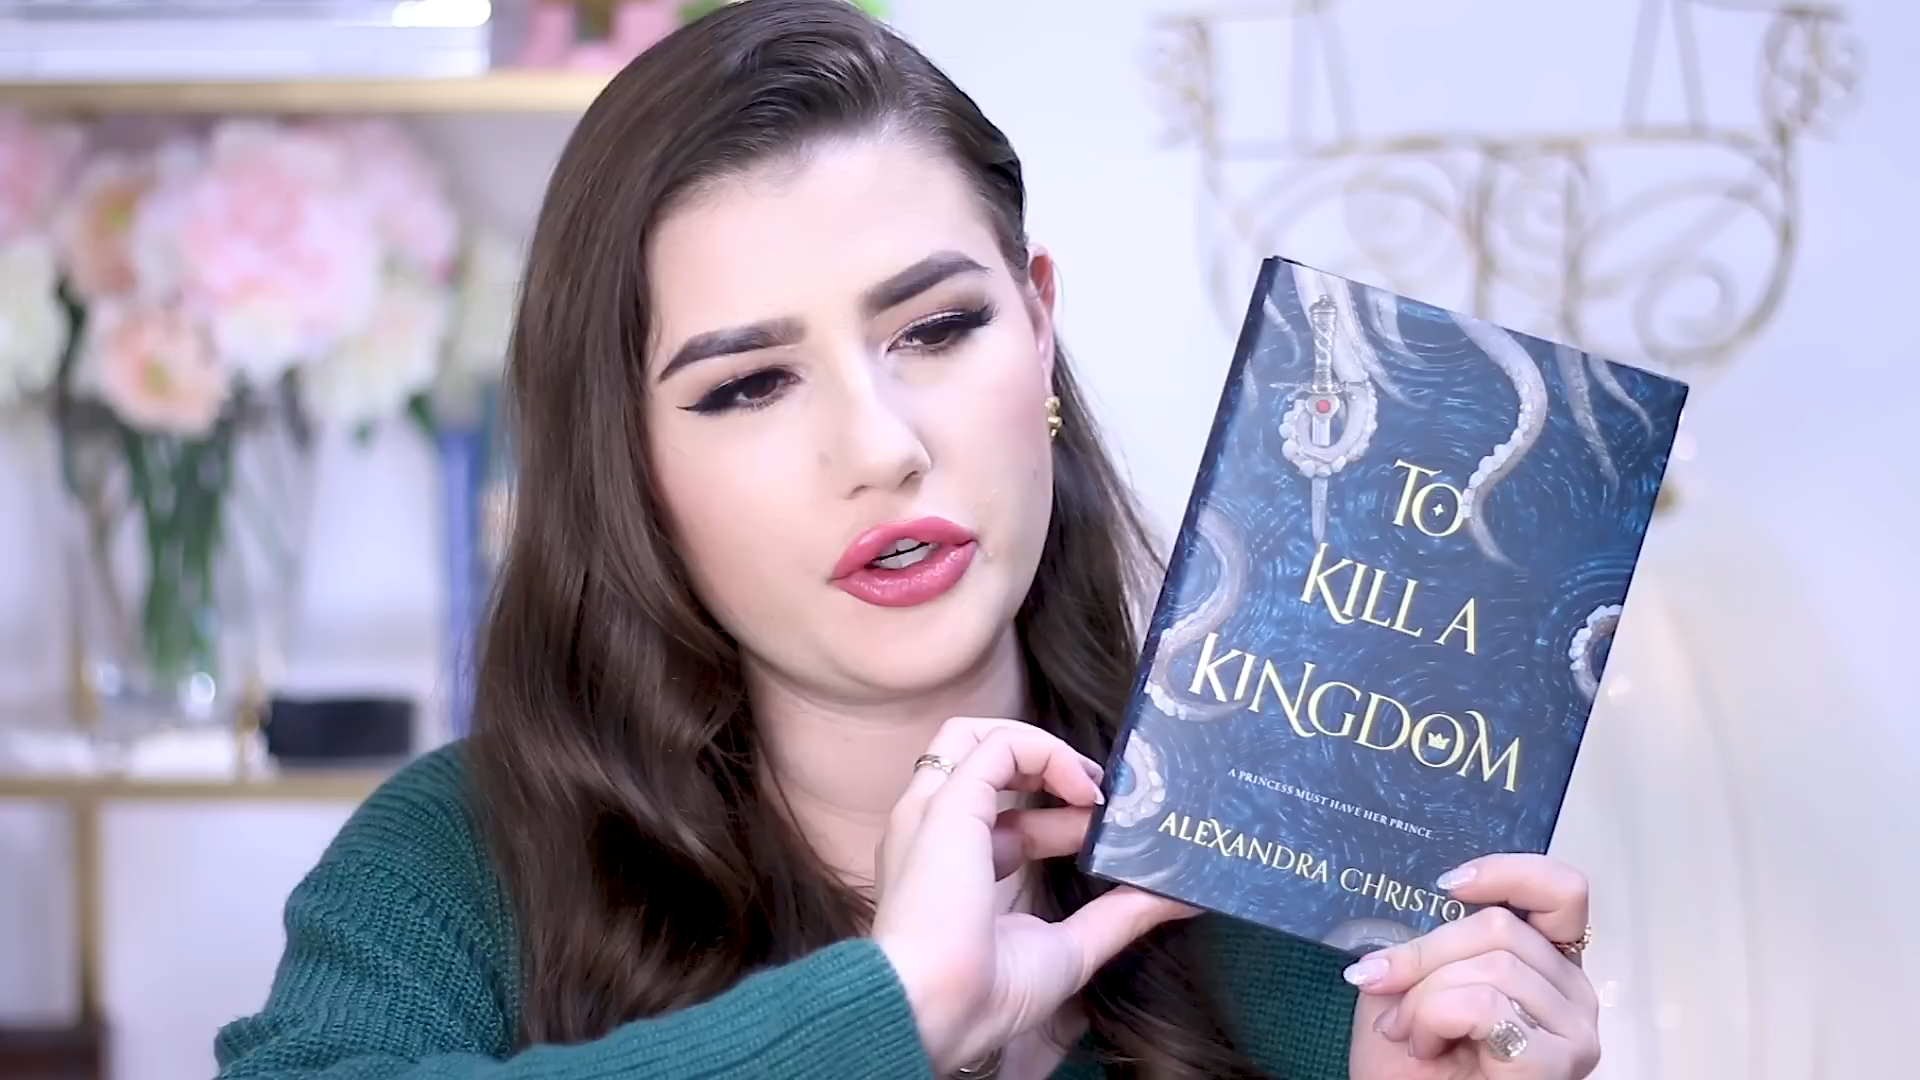 TO
KILL A
KINGDOM
A PRINCESS MUST HAVE HER PRINCE
ALEXANDRA CHRISTO